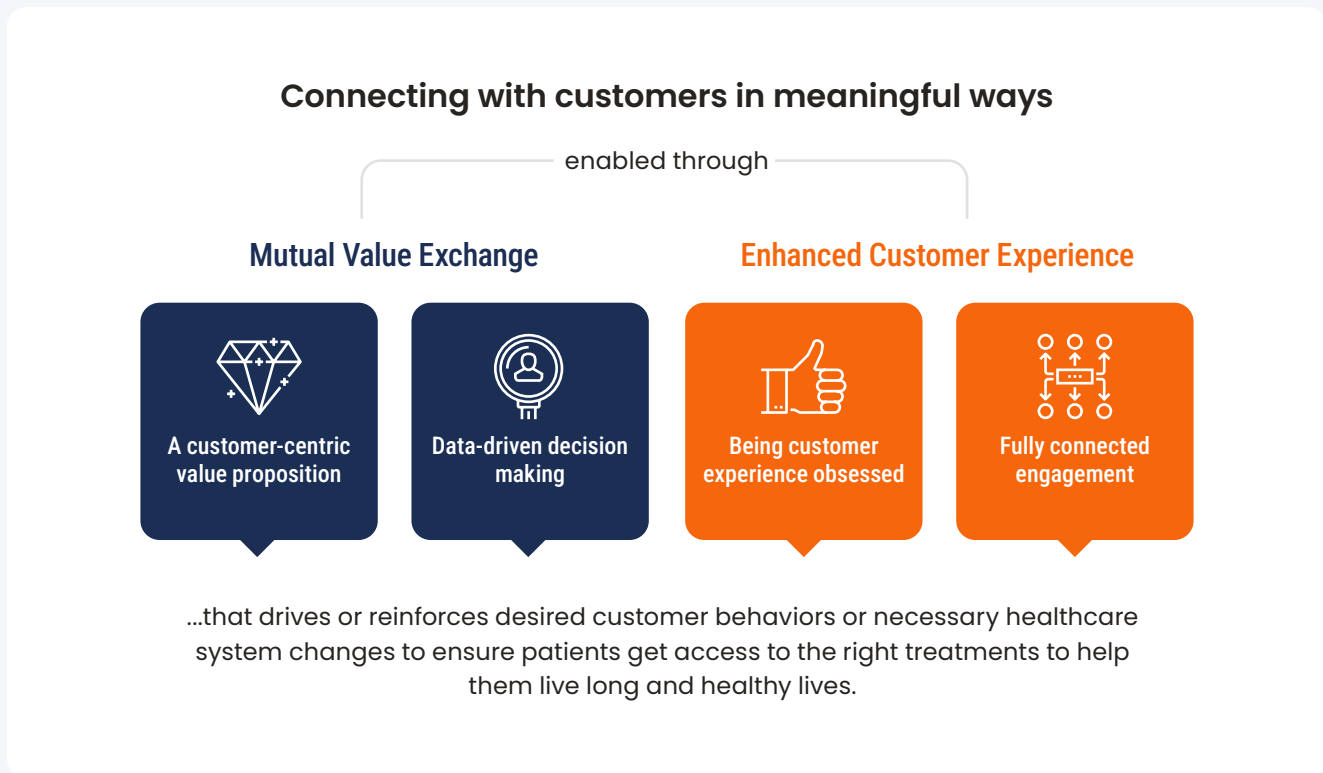 Connecting with customers in meaningful ways
enabled through
Mutual Value Exchange
Enhanced Customer Experience
A customer-centric
value proposition
Data-driven decision
making
Being customer
experience obsessed
Fully connected
engagement
...that drives or reinforces desired customer behaviors or necessary healthcare
system changes to ensure patients get access to the right treatments to help
them live long and healthy lives.